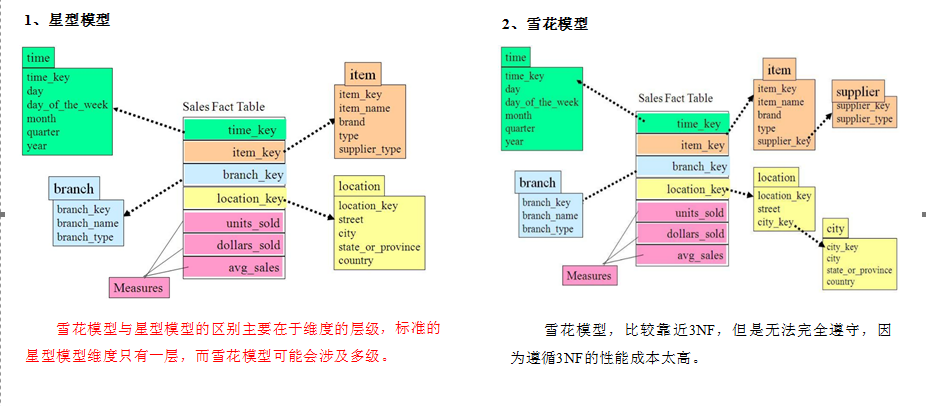 1、星型模型
time
time_key
day
day_of_the_week
month
quarter
year
Sales Fact Table
time_key
item_key
branch_key
location_key
units_sold
dollars_sold
avg_sales
Measures
item
item_key
item_name
brand
type
supplier_type
branch
branch_key
branch_name
branch_type
location
location_key
street
city
state_or_province
country
雪花模型与星型模型的区别主要在于维度的层级，标准的
星型模型维度只有一层，而雪花模型可能会涉及多级。
2、雪花模型
time
time_key
day
day_of_the_week
month
quarter
year
Sales Fact Table
time_key
item_key
branch_key
location_key
units_sold
dollars_sold
avg_sales
Measures
item
item_key
item_name
brand
type
supplier_key
supplier
supplier_key
supplier_type
branch
branch_key
branch_name
branch_type
location
location_key
street
city_key
city
city_key
city
state_or_province
country
雪花模型，比较靠近3NF，但是无法完全遵守，因
为遵循3NF的性能成本太高。